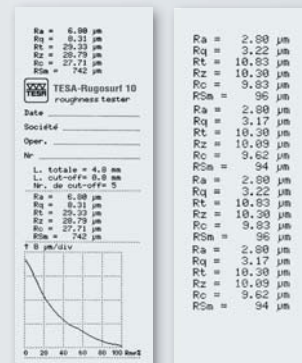 Ra = 6.80 µm
Rq = 8.31 µm
Rt = 29.33 µm
Rz = 28.79 µm
Rc = 27.71 µm
RSm = 742 µm
TESA
TESA-Rugosurf 10
roughness tester
Date
Société
Oper.
Nr
L. totale = 4.8 mm
L. cut-off= 0.8 mm
Nr. de cut-off= 5
Ra = 6.80 µm
Rq = 8.31 µm
Rt = 29.33 µm
Rz = 28.79 µm
Rc = 27.71 µm
RSm = 742 µm
↑ 8 µm/div
0 20 40 60 80 100 Rmr%
Ra = 2.80 µm
Rq = 3.22 µm
Rt = 10.83 µm
Rz = 10.30 µm
Rc = 9.83 µm
RSm = 96 µm
Ra = 2.80 µm
Rq = 3.17 µm
Rt = 10.30 µm
Rz = 10.09 µm
Rc = 9.62 µm
RSm = 94 µm
Ra = 2.80 µm
Rq = 3.22 µm
Rt = 10.83 µm
Rz = 10.30 µm
Rc = 9.83 µm
RSm = 96 µm
Ra = 2.80 µm
Rq = 3.17 µm
Rt = 10.30 µm
Rz = 10.09 µm
Rc = 9.62 µm
RSm = 94 µm